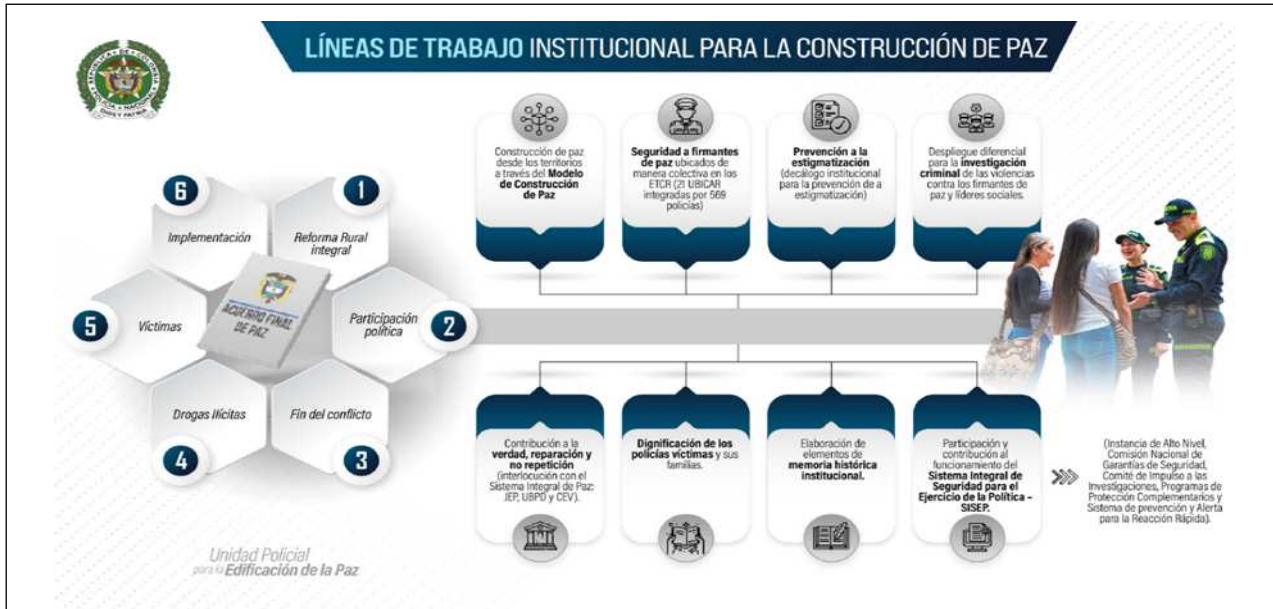 LÍNEAS DE TRABAJO INSTITUCIONAL PARA LA CONSTRUCCIÓN DE PAZ
REPÚBLICA DE COLOMBIA
POLICÍA NACIONAL
DIOS Y PATRIA
6
Implementación
1
Reforma Rural
integral
5
Víctimas
ACUERDO FINAL
DE PAZ
Participación
política
2
Drogas Ilícitas
4
Fin del conflicto
3
Construcción de paz
desde los territorios
a través del Modelo
de Construcción
de Paz
Seguridad a firmantes
de paz ubicados de
manera colectiva en los
ETCR (21 UBICAR
integradas por 569
policías)
Prevención a la
estigmatización
(decálogo institucional
para la prevención de a
estigmatización)
Despliegue diferencial
para la investigación
criminal de las violencias
contra los firmantes de
paz y líderes sociales.
Contribución a la
verdad, reparación y
no repetición
(interlocución con el
Sistema Integral de Paz:
JEP, UBPD y CEV).
Dignificación de los
policías víctimas y sus
familias.
Elaboración de
elementos de
memoria histórica
institucional.
Participación y
contribución al
funcionamiento del
Sistema Integral de
Seguridad para el
Ejercicio de la Política –
SISEP.
(Instancia de Alto Nivel,
Comisión Nacional de
Garantías de Seguridad,
Comité de Impulso a las
Investigaciones, Programas de
Protección Complementarios y
Sistema de prevención y Alerta
para la Reacción Rápida).
Unidad Policial
para la Edificación de la Paz